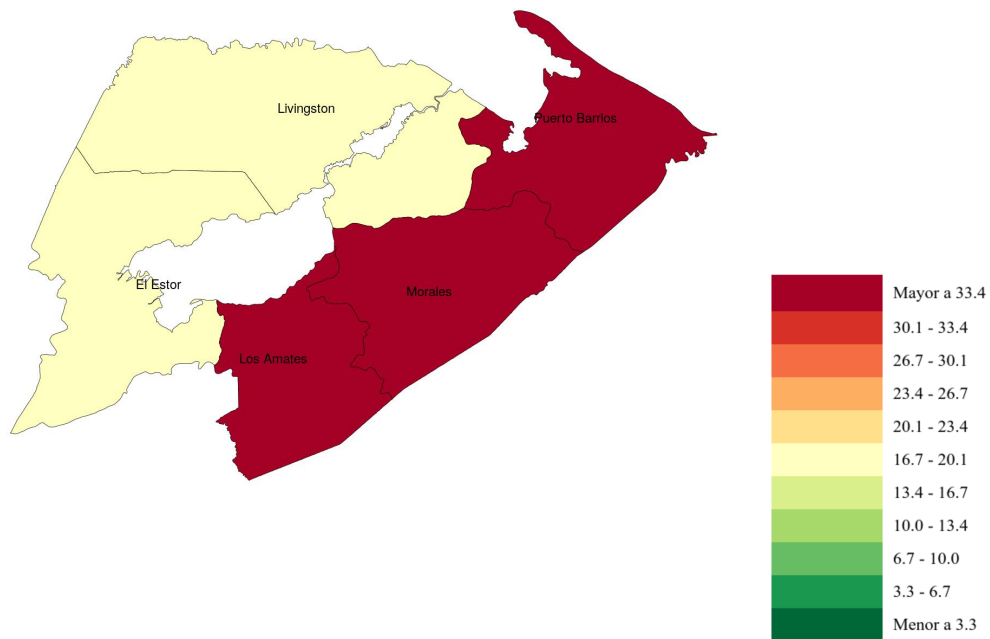 Livingston
Puerto Barrios
El Estor
Morales
Los Amates
Mayor a 33.4
30.1 - 33.4
26.7 - 30.1
23.4 - 26.7
20.1 - 23.4
16.7 - 20.1
13.4 - 16.7
10.0 - 13.4
6.7 - 10.0
3.3 - 6.7
Menor a 3.3